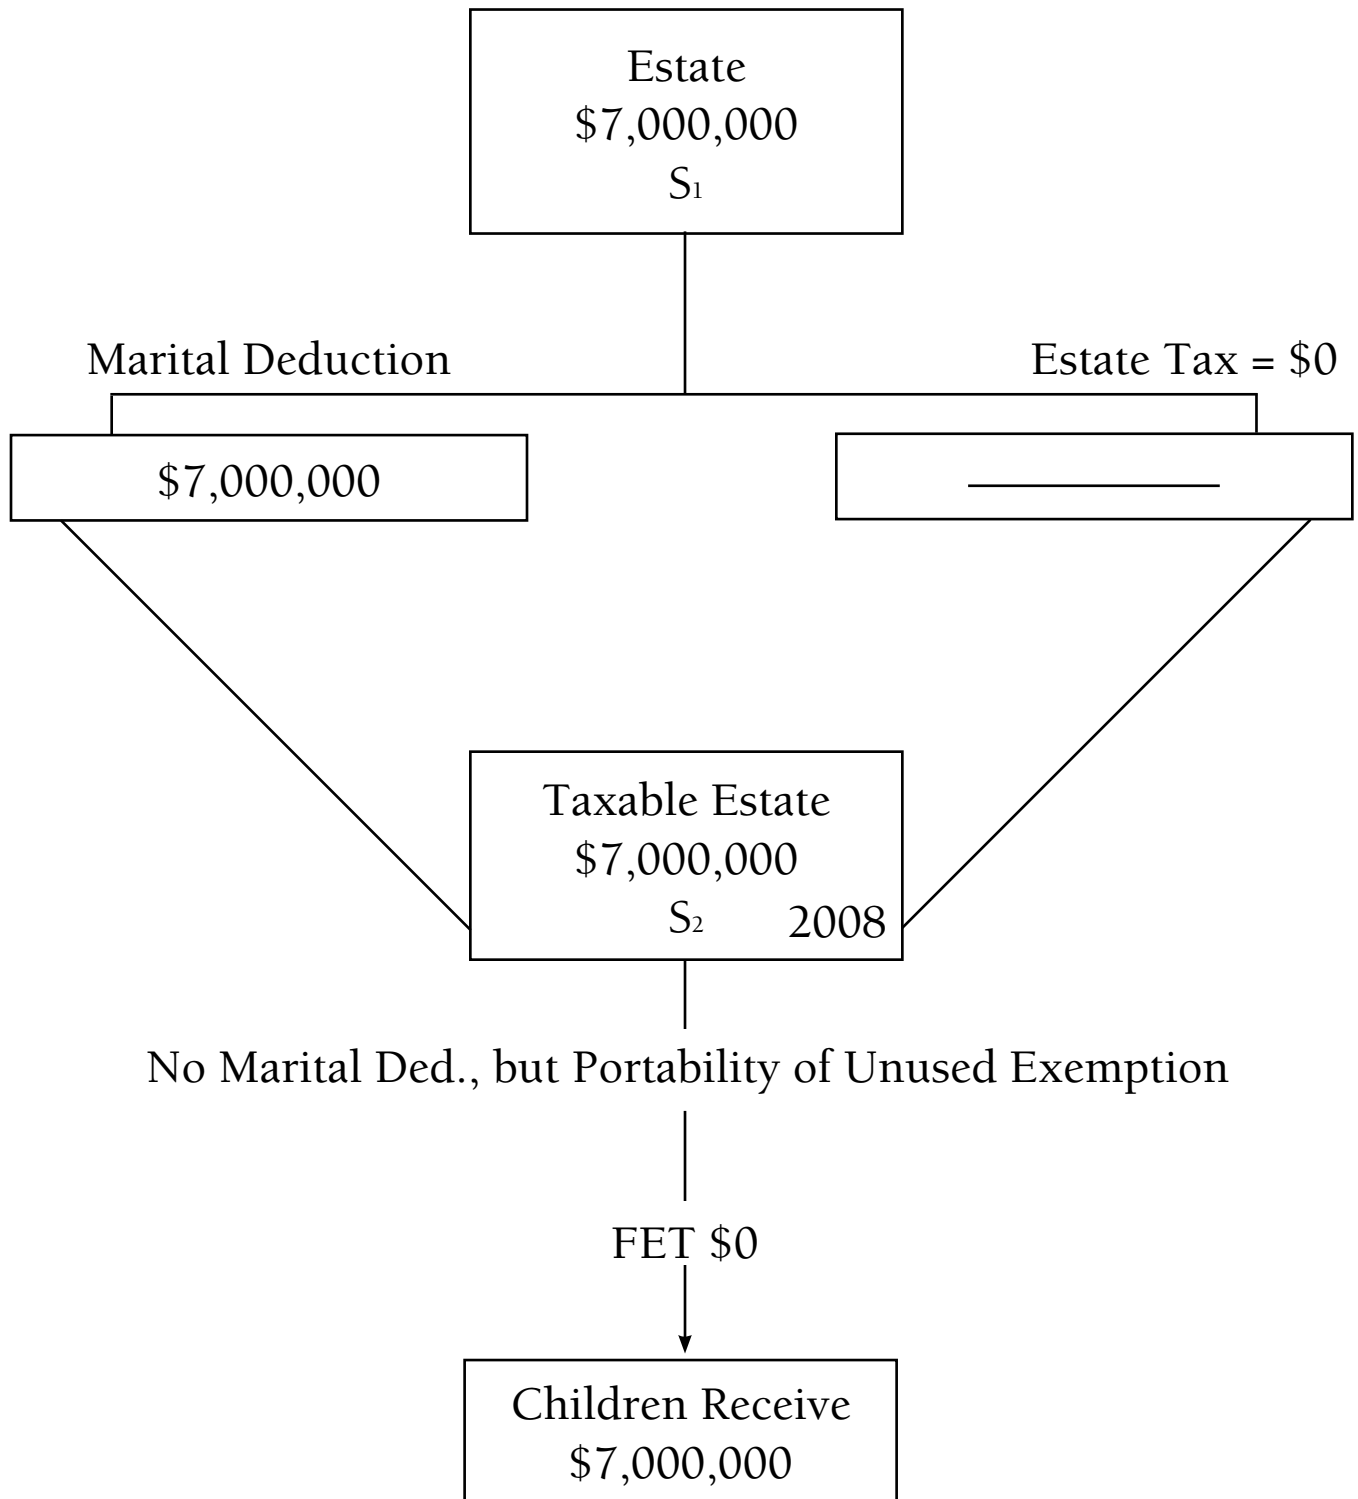 Estate
$7,000,000
S₁
Marital Deduction
Estate Tax = $0
$7,000,000
Taxable Estate
$7,000,000
S₂ 2008
No Marital Ded., but Portability of Unused Exemption
FET $0
Children Receive
$7,000,000